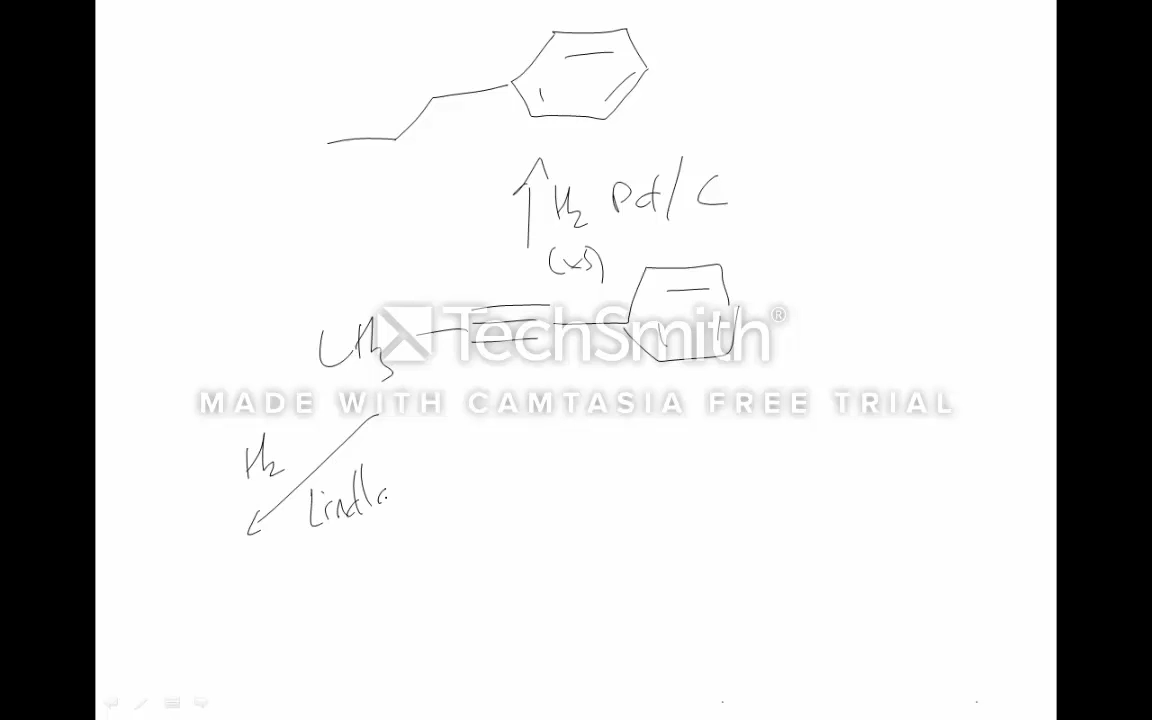 H2 Pd/C
(xs)
CH3
TechSmith®
MADE WITH CAMTASIA FREE TRIAL
H2
Lindla